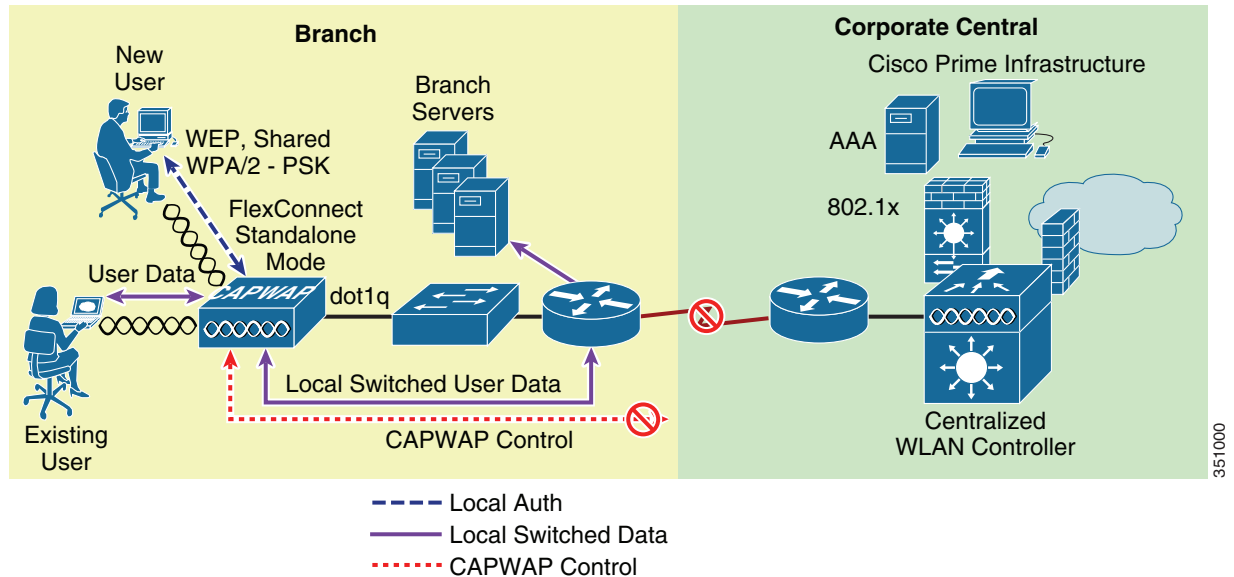 Branch
Corporate Central
New
User
Branch
Servers
Cisco Prime Infrastructure
AAA
WEP, Shared
WPA/2 - PSK
802.1x
FlexConnect
Standalone
Mode
User Data
CAPWAP
dot1q
Local Switched User Data
CAPWAP Control
Existing
User
Centralized
WLAN Controller
351000
Local Auth
Local Switched Data
CAPWAP Control